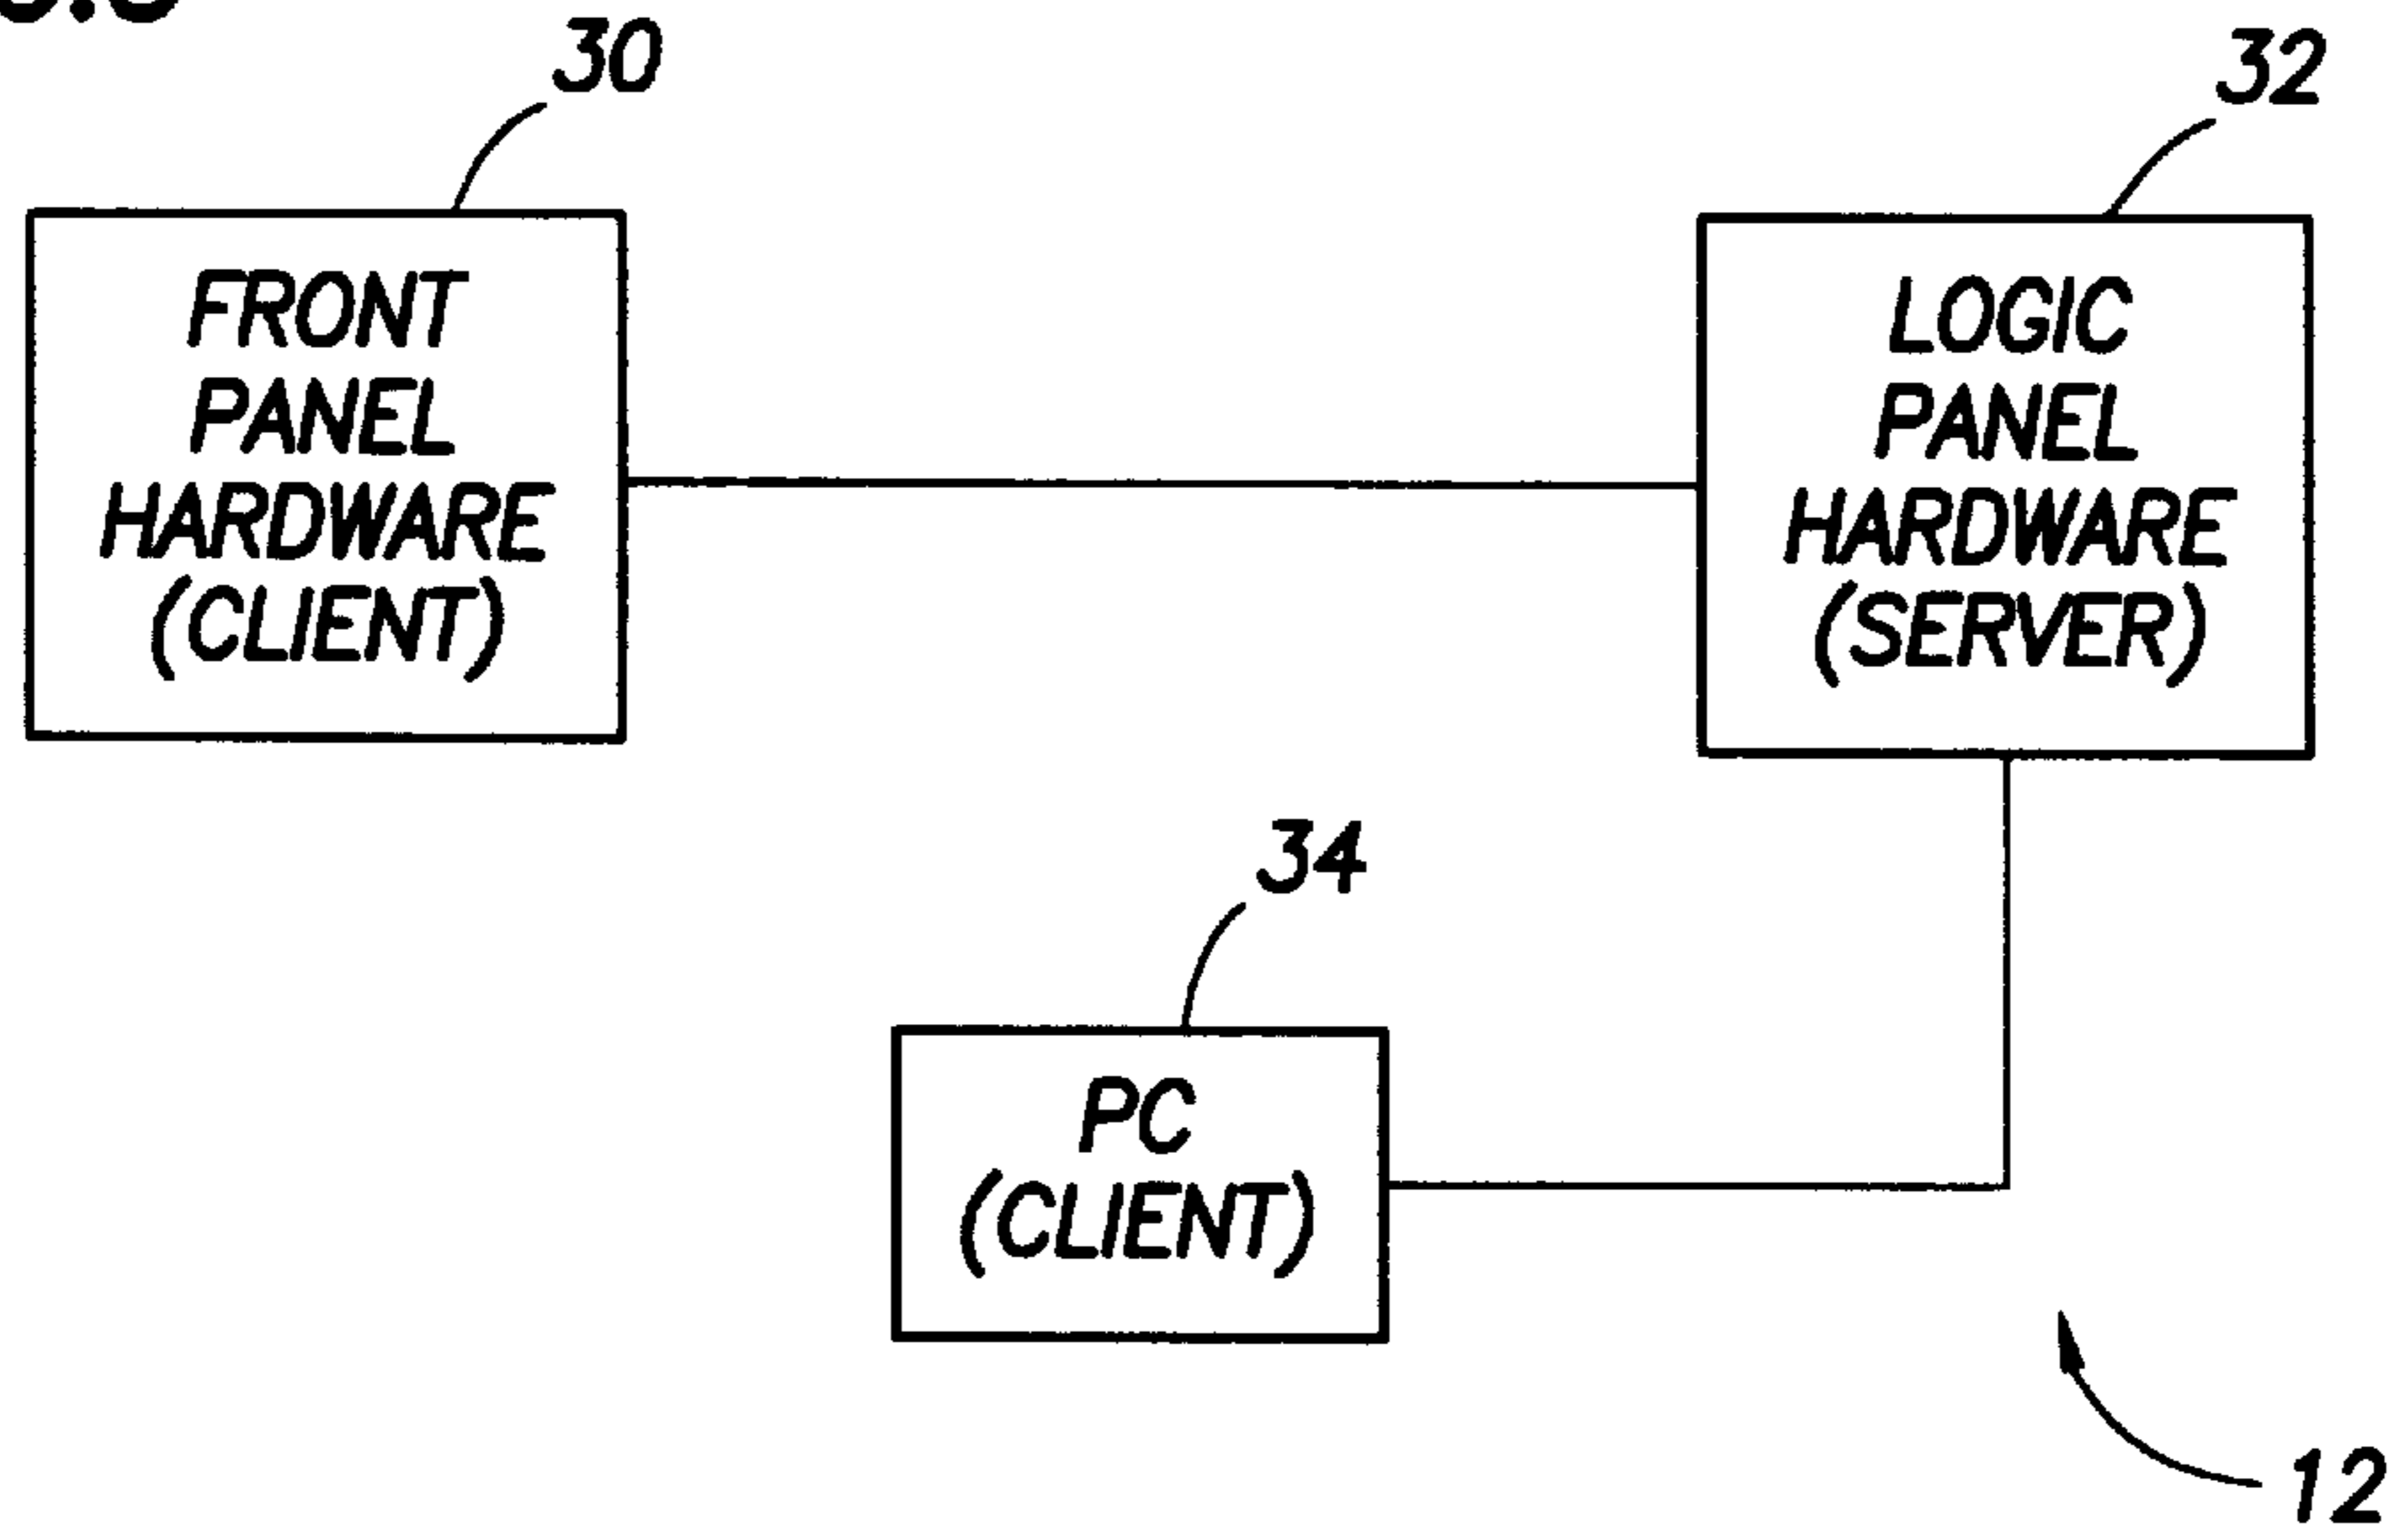 30
32
FRONT
PANEL
HARDWARE
(CLIENT)
LOGIC
PANEL
HARDWARE
(SERVER)
34
PC
(CLIENT)
12